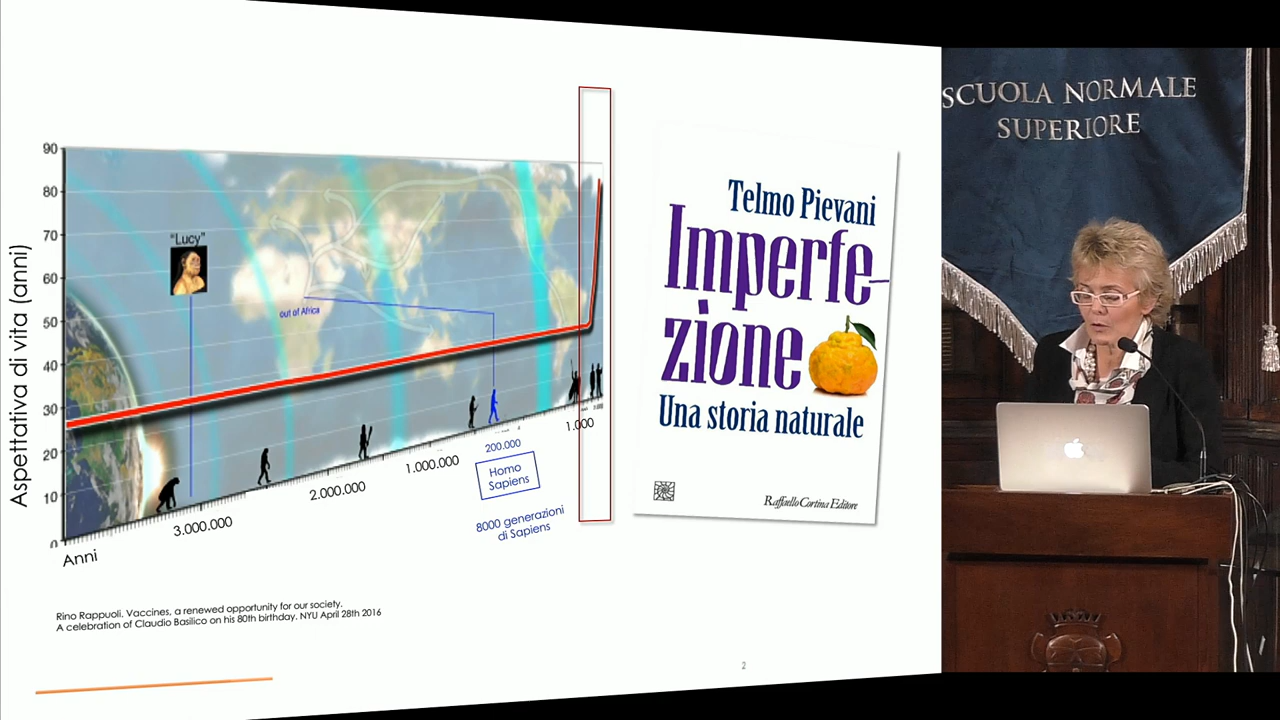 90
80
70
60
50
40
30
20
10
0
Aspettativa di vita (anni)
"Lucy"
out of Africa
Anni
3.000.000
2.000.000
1.000.000
200.000
1.000
Homo
Sapiens
8000 generazioni
di Sapiens
Rino Rappuoli. Vaccines, a renewed opportunity for our society.
A celebration of Claudio Basilico on his 80th birthday. NYU April 28th 2016
Telmo Pievani
Imperfe-
zione
Una storia naturale
Raffaello Cortina Editore
2
SCUOLA NORMALE
SUPERIORE